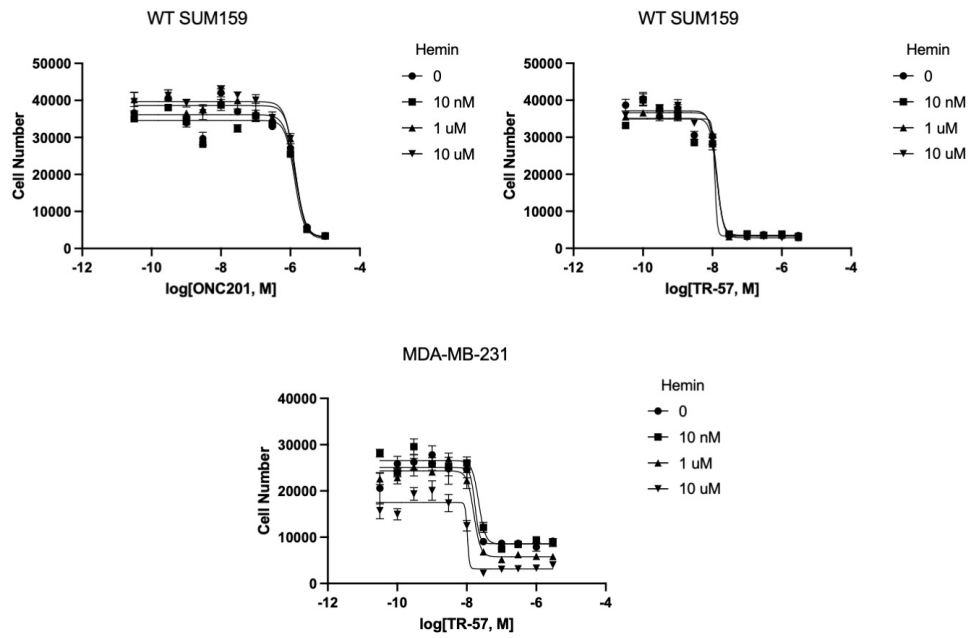 WT SUM159
Cell Number
50000
40000
30000
20000
10000
0
-12
-10
-8
-6
-4
log[ONC201, M]
Hemin
0
10 nM
1 uM
10 uM
WT SUM159
Cell Number
50000
40000
30000
20000
10000
0
-12
-10
-8
-6
-4
log[TR-57, M]
Hemin
0
10 nM
1 uM
10 uM
MDA-MB-231
Cell Number
40000
30000
20000
10000
0
-12
-10
-8
-6
-4
log[TR-57, M]
Hemin
0
10 nM
1 uM
10 uM